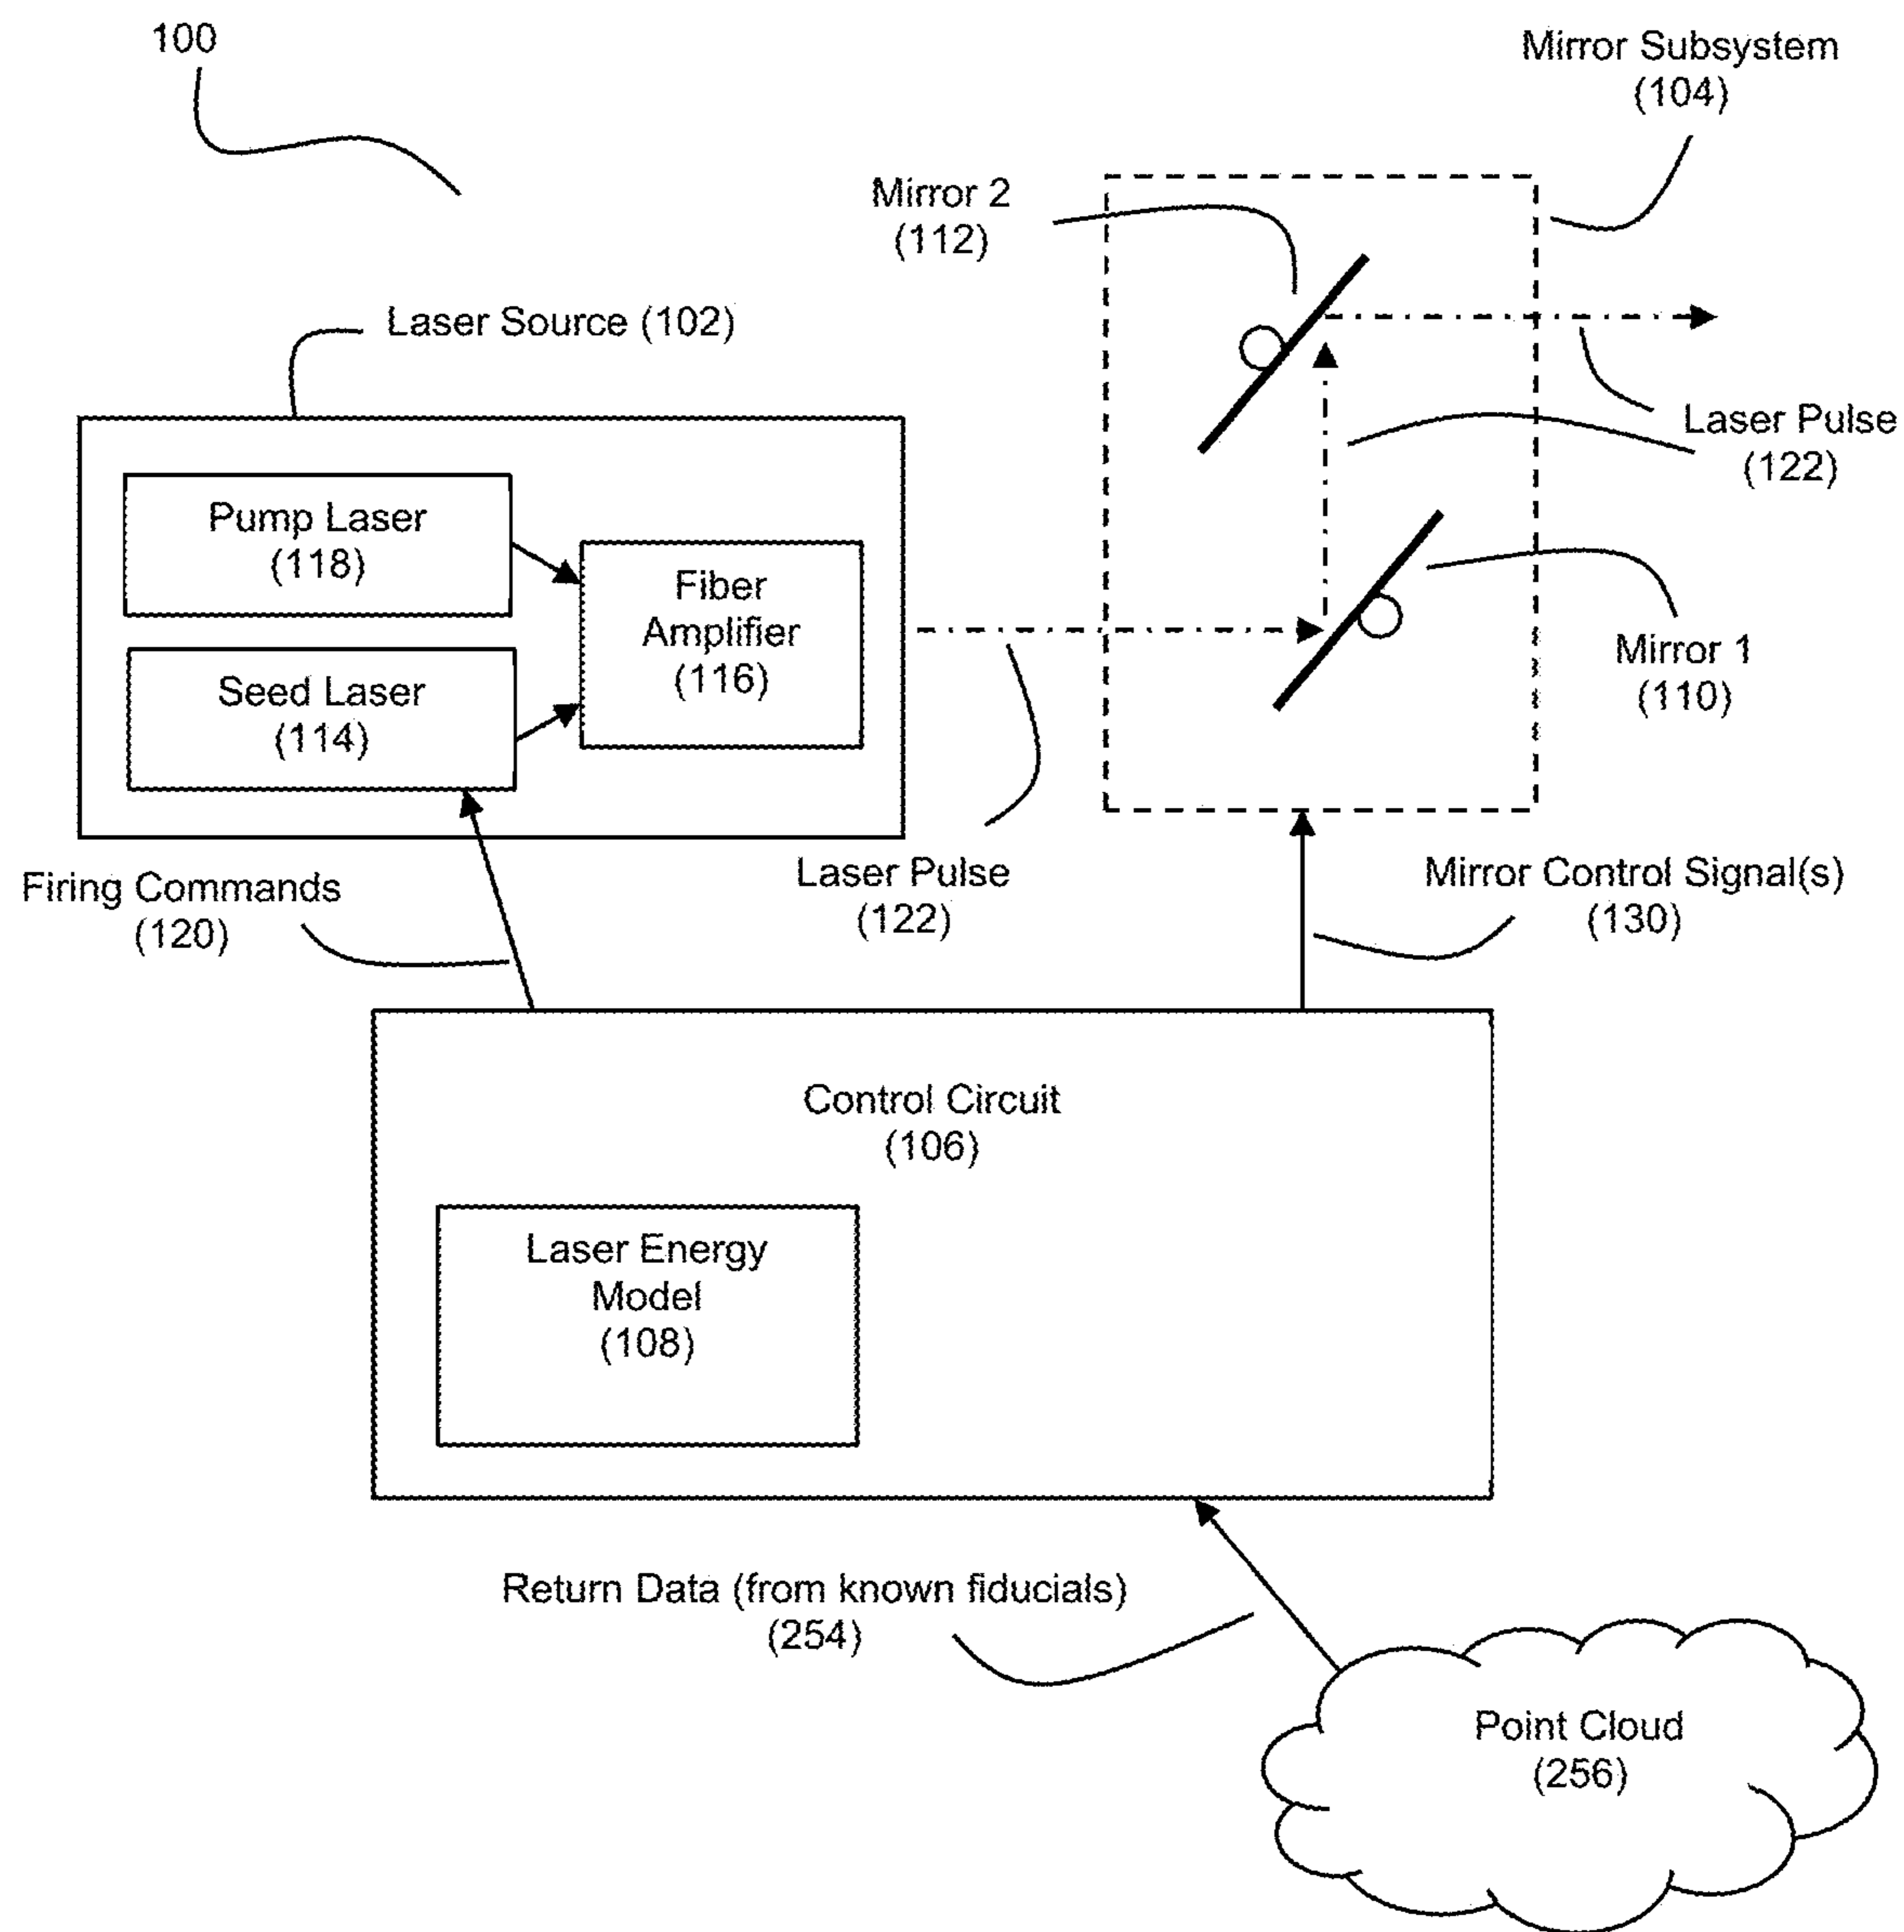 100
Mirror Subsystem
(104)
Mirror 2
(112)
Laser Source (102)
Laser Pulse
(122)
Pump Laser
(118)
Fiber
Amplifier
(116)
Seed Laser
(114)
Mirror 1
(110)
Firing Commands
(120)
Laser Pulse
(122)
Mirror Control Signal(s)
(130)
Control Circuit
(106)
Laser Energy
Model
(108)
Return Data (from known fiducials)
(254)
Point Cloud
(256)